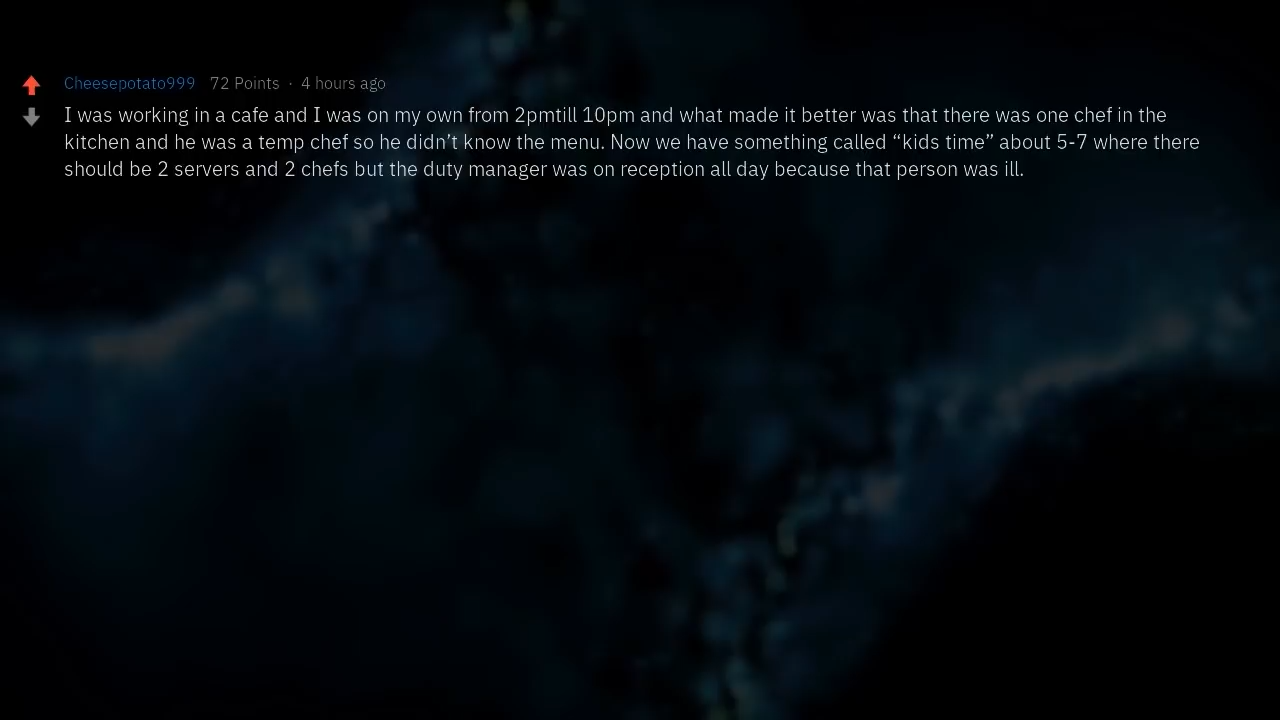 Cheesepotato999 72 Points · 4 hours ago
I was working in a cafe and I was on my own from 2pmtill 10pm and what made it better was that there was one chef in the
kitchen and he was a temp chef so he didn’t know the menu. Now we have something called “kids time” about 5-7 where there
should be 2 servers and 2 chefs but the duty manager was on reception all day because that person was ill.